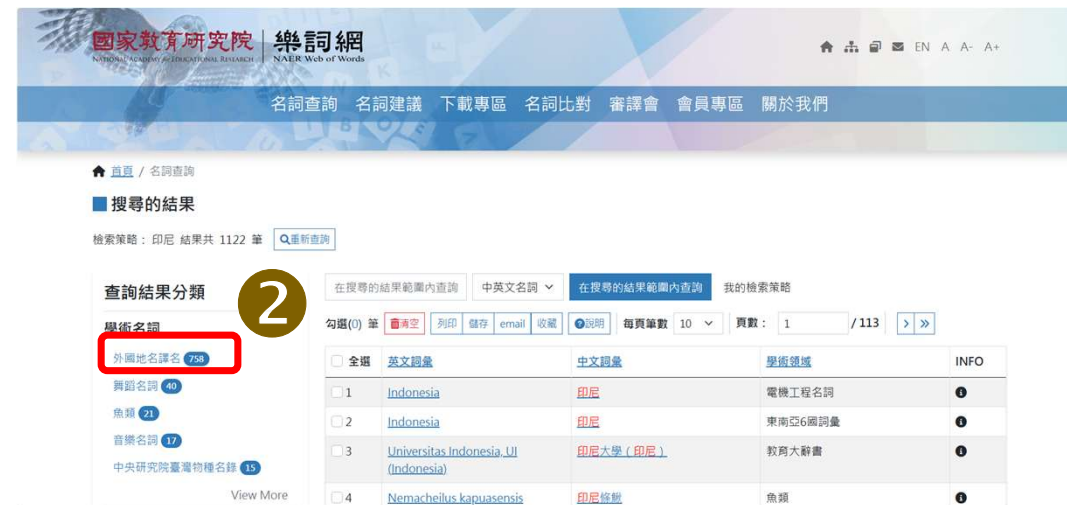 國家教育研究院 樂詞網
NATIONAL ACADEMY for EDUCATIONAL RESEARCH NAER Web of Words
EN A A- A+
名詞查詢 名詞建議 下載專區 名詞比對 審譯會 會員專區 關於我們
首頁 / 名詞查詢
搜尋的結果
檢索策略：印尼 結果共 1122 筆 重新查詢
查詢結果分類
2
學術名詞
外國地名譯名 758
舞蹈名詞 40
魚類 21
音樂名詞 17
中央研究院臺灣物種名錄 15
View More
在搜尋的結果範圍內查詢 中英文名詞 在搜尋的結果範圍內查詢 我的檢索策略
勾選(0) 筆 清空 列印 儲存 email 收藏 說明 每頁筆數 10 頁數： 1 / 113 > »
全選 英文詞彙 中文詞彙 學術領域 INFO
1 Indonesia 印尼 電機工程名詞
2 Indonesia 印尼 東南亞6國詞彙
3 Universitas Indonesia, UI (Indonesia) 印尼大學（印尼） 教育大辭書
4 Nemacheilus kapuasensis 印尼條鰍 魚類